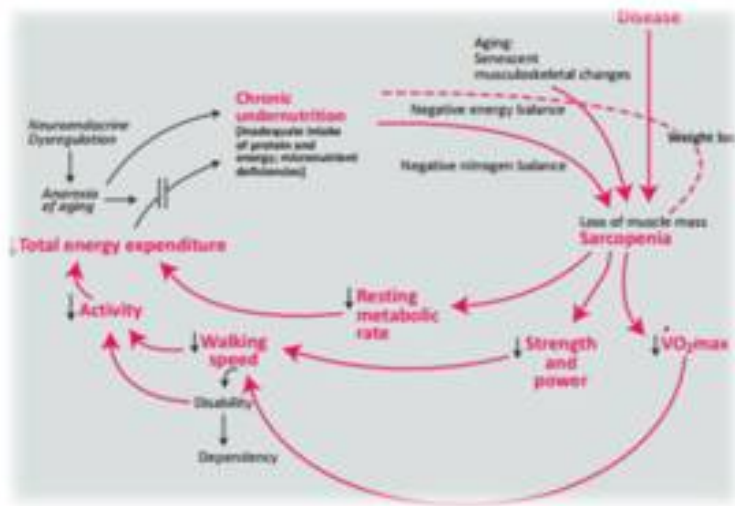 Disease
Aging:
Senescent
musculoskeletal changes
Chronic
undernutrition
[Inadequate intake
of protein and
energy; micronutrient
deficiencies]
Negative energy balance
Weight
Neuroendocrine
Dysregulation
Negative nitrogen balance
Anorexia
of aging
Loss of muscle mass
Sarcopenia
↓Total energy expenditure
↓Resting
metabolic
rate
↓Activity
↓Walking
speed
↓Strength
and
power
↓V̇O₂max
Disability
Dependency